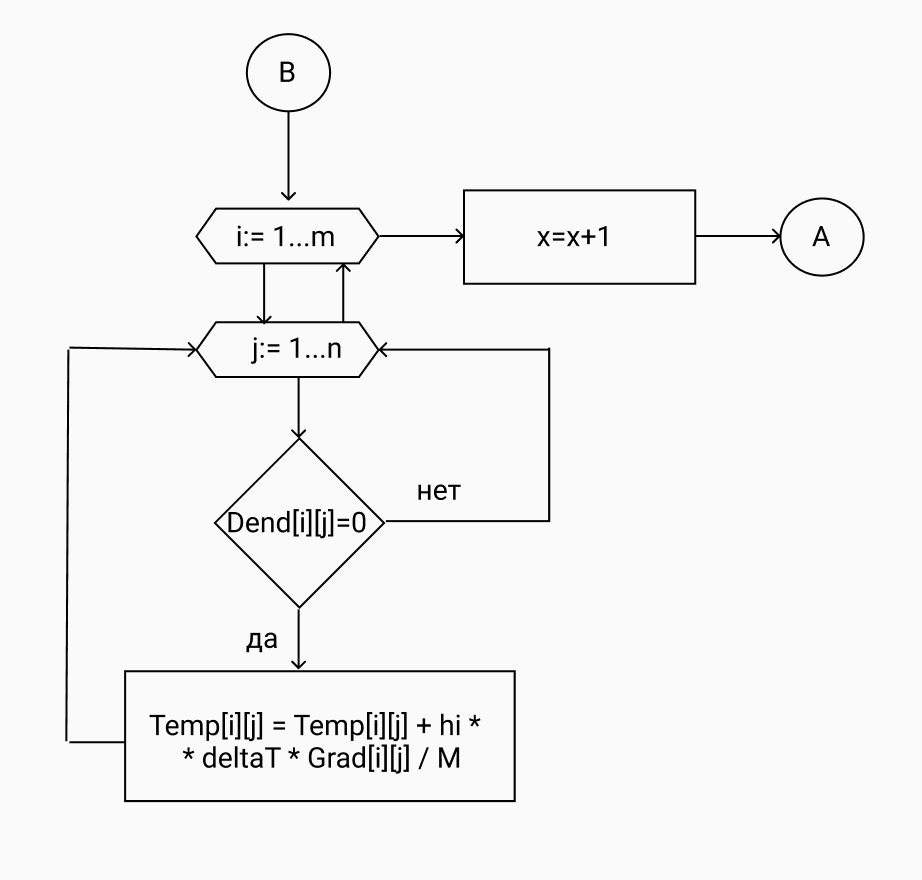 B
i:= 1...m
x=x+1
A
j:= 1...n
нет
Dend[i][j]=0
да
Temp[i][j] = Temp[i][j] + hi *
* deltaT * Grad[i][j] / M